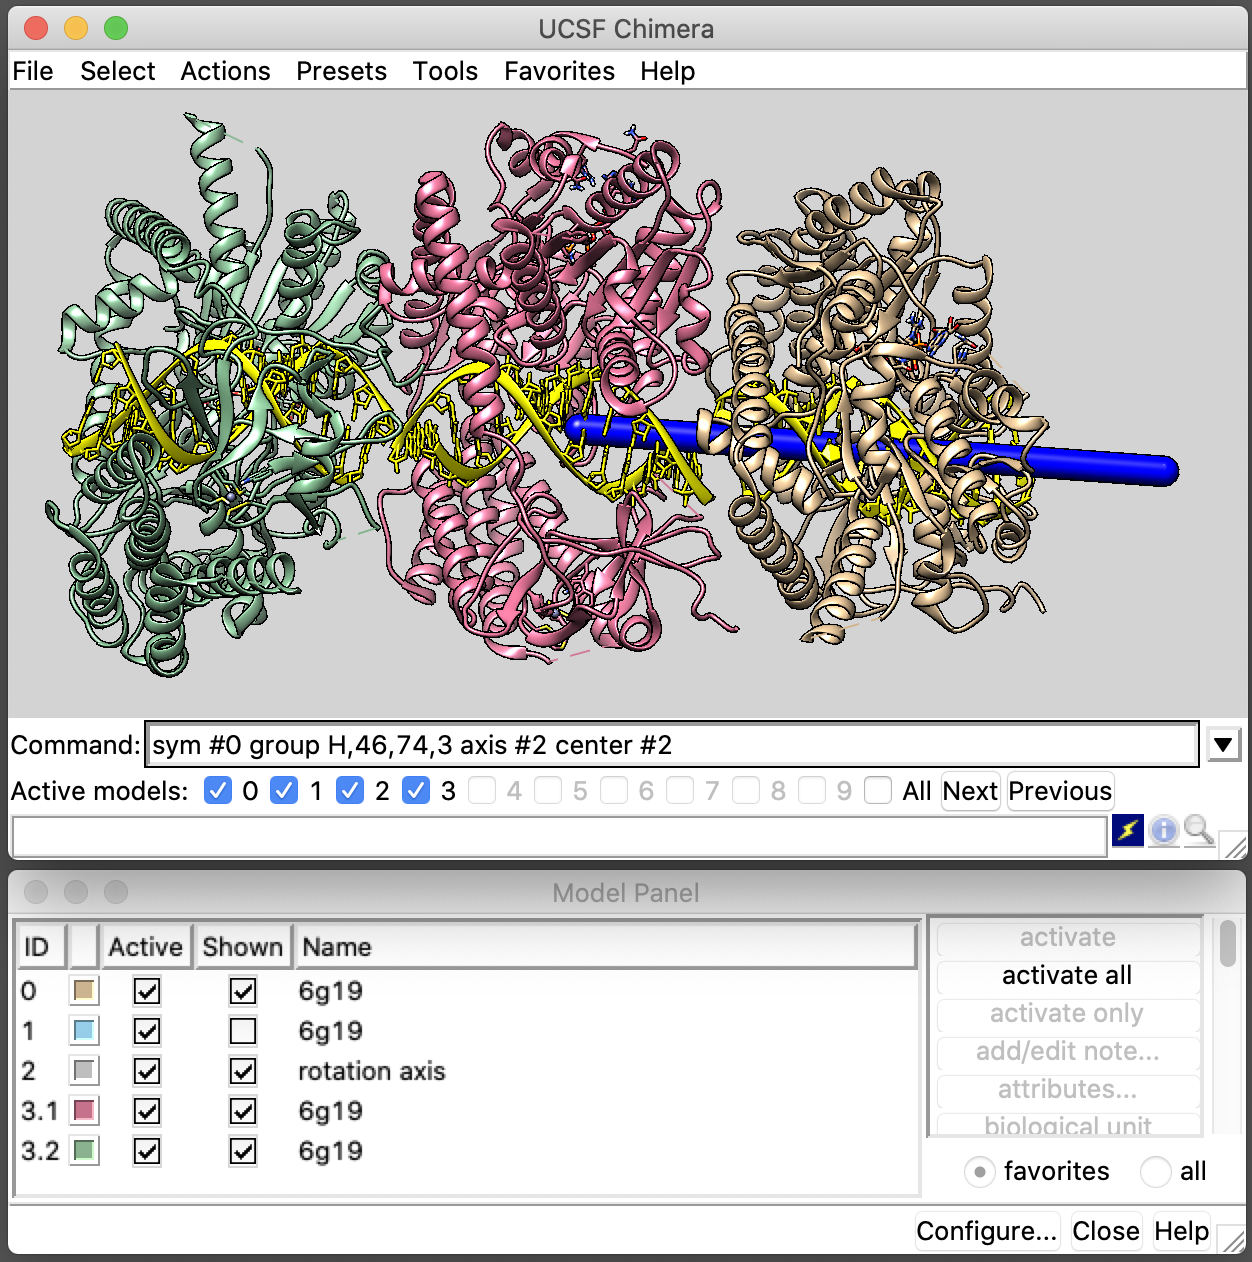 UCSF Chimera
File Select Actions Presets Tools Favorites Help
Command: sym #0 group H,46,74,3 axis #2 center #2
Active models: 0 1 2 3 4 5 6 7 8 9 All Next Previous
Model Panel
ID Active Shown Name
0 6g19
1 6g19
2 rotation axis
3.1 6g19
3.2 6g19
activate
activate all
activate only
add/edit note...
attributes...
biological unit
favorites all
Configure... Close Help